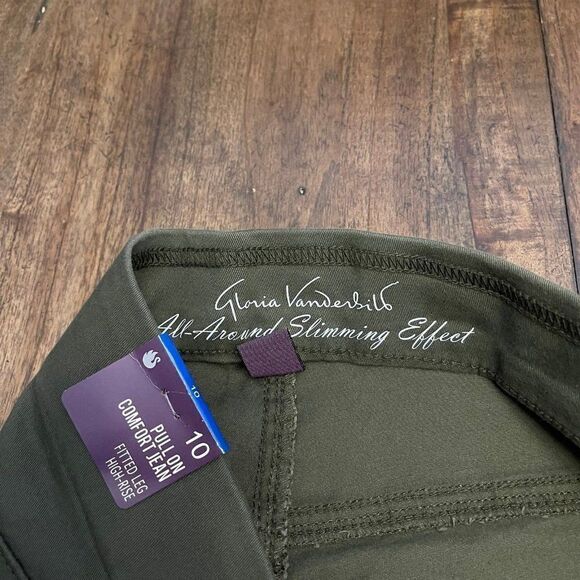 Gloria Vanderbilt
All-Around Slimming Effect
10
10
PULL ON
COMFORT JEAN
FITTED LEG
HIGH-RISE